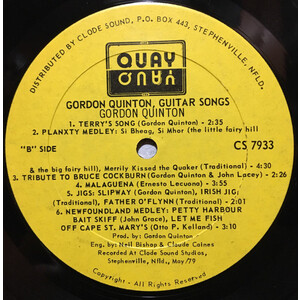 DISTRIBUTED BY CLODE SOUND, P.O. BOX 443, STEPHENVILLE, NFLD.
QUAY
QUAY
GORDON QUINTON, GUITAR SONGS
GORDON QUINTON
1. TERRY'S SONG (Gordon Quinton) - 2:35
2. PLANXTY MEDLEY: Si Bheag, Si Mhor (the little fairy hill
"B" SIDE
CS 7933
& the big fairy hill), Merrily Kissed the Quaker (Traditional) - 4:30
3. TRIBUTE TO BRUCE COCKBURN (Gordon Quinton & John Lacey) - 2:26
4. MALAGUENA (Ernesto Lecuona) - 2:25
5. JIGS: SLIPWAY (Gordon Quinton), IRISH JIG
(Traditional), FATHER O'FLYNN (Traditional) - 3:00
6. NEWFOUNDLAND MEDLEY: PETTY HARBOUR
BAIT SKIFF (John Grace), LET ME FISH
OFF CAPE ST. MARY'S (Otto P. Kelland) - 3:10
Prod. by: Gordon Quinton
Eng. by: Neil Bishop & Claude Caines
Recorded At Clode Sound Studios,
Stephenville, Nfld., May/79
Copyright - All Rights Reserved - Made in Canada